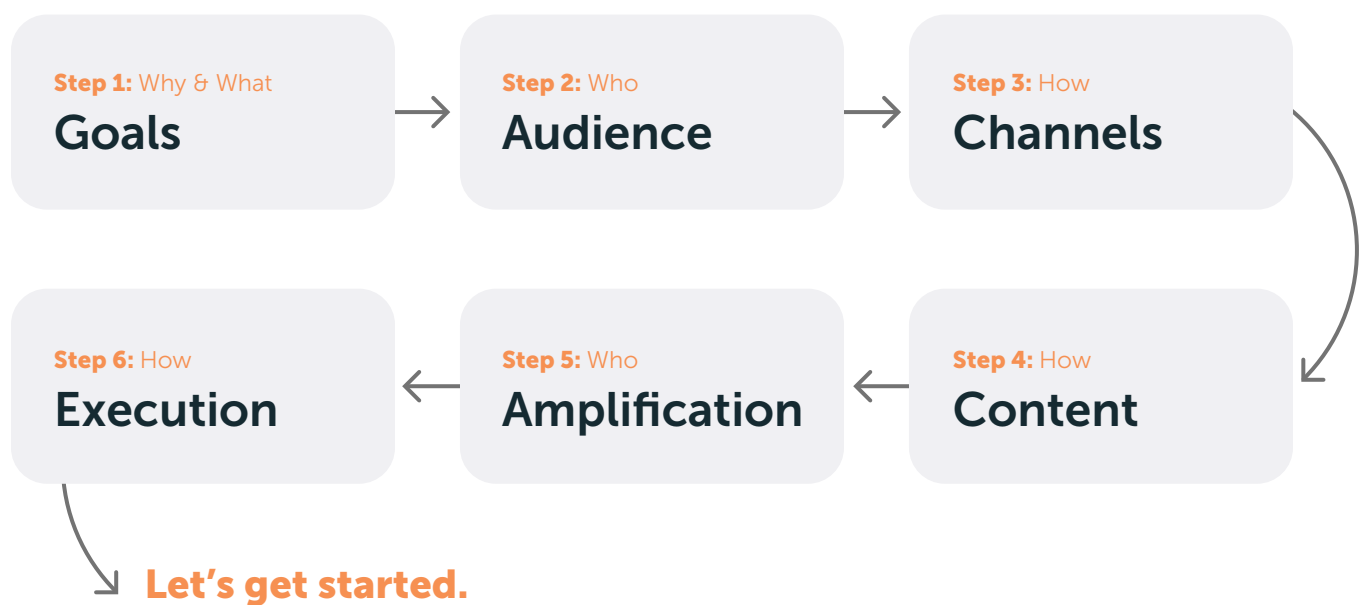 Step 1: Why & What
Goals
Step 2: Who
Audience
Step 3: How
Channels
Step 4: How
Content
Step 5: Who
Amplification
Step 6: How
Execution
Let’s get started.